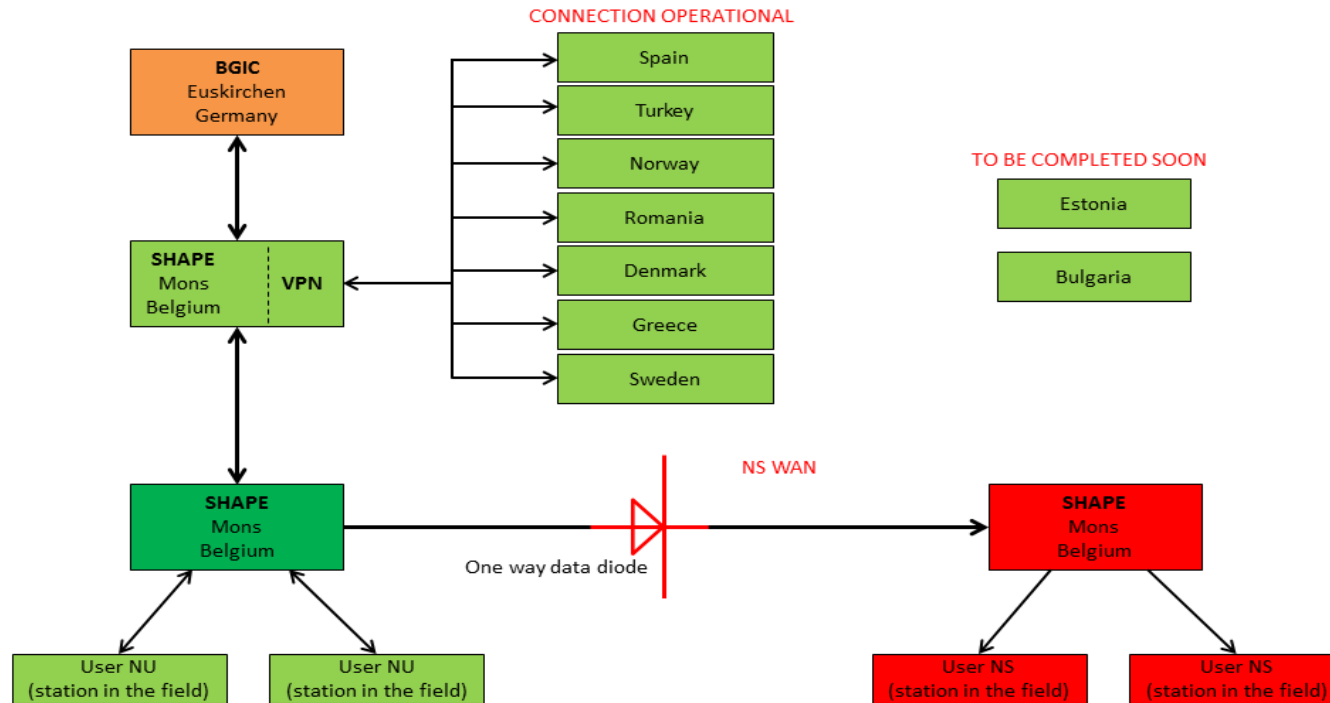 CONNECTION OPERATIONAL
BGIC
Euskirchen
Germany
Spain
Turkey
Norway
Romania
Denmark
Greece
Sweden
TO BE COMPLETED SOON
Estonia
Bulgaria
SHAPE
Mons
Belgium
VPN
NS WAN
SHAPE
Mons
Belgium
One way data diode
SHAPE
Mons
Belgium
User NU
(station in the field)
User NU
(station in the field)
User NS
(station in the field)
User NS
(station in the field)